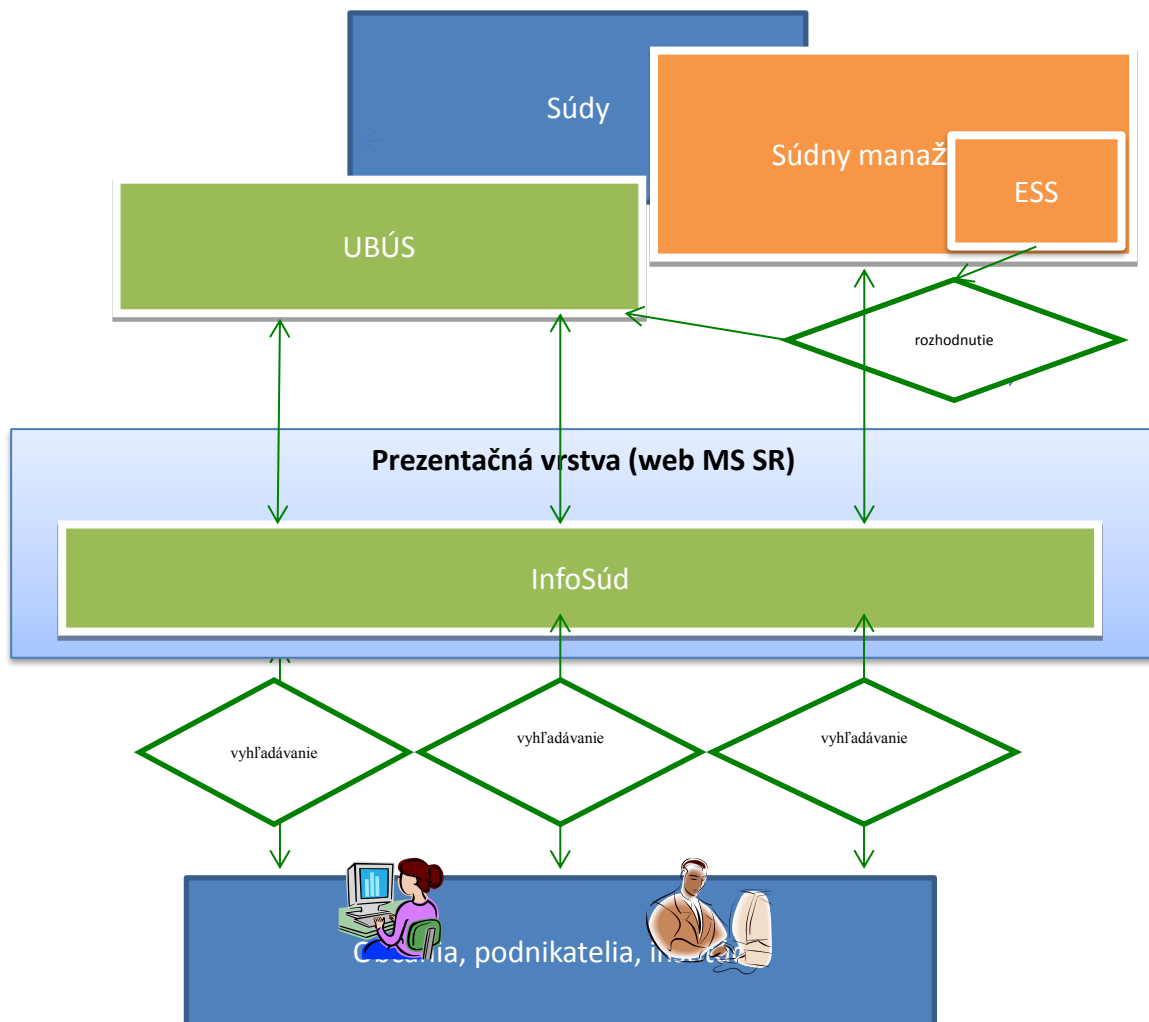 Súdy
Súdny manaž
ESS
UBÚS
rozhodnutie
Prezentačná vrstva (web MS SR)
InfoSúd
vyhľadávanie
vyhľadávanie
vyhľadávanie
podnikatelia,